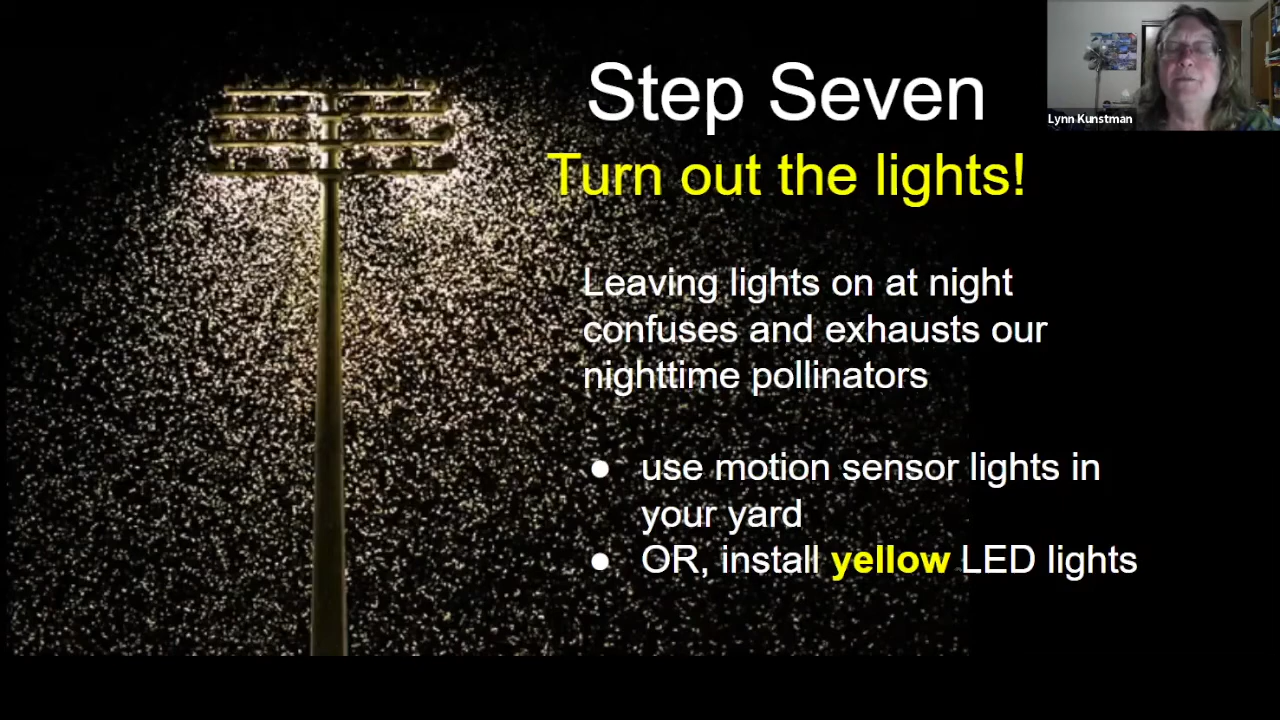 Step Seven
Turn out the lights!
Lynn Kunstman
Leaving lights on at night
confuses and exhausts our
nighttime pollinators
● use motion sensor lights in
your yard
● OR, install yellow LED lights